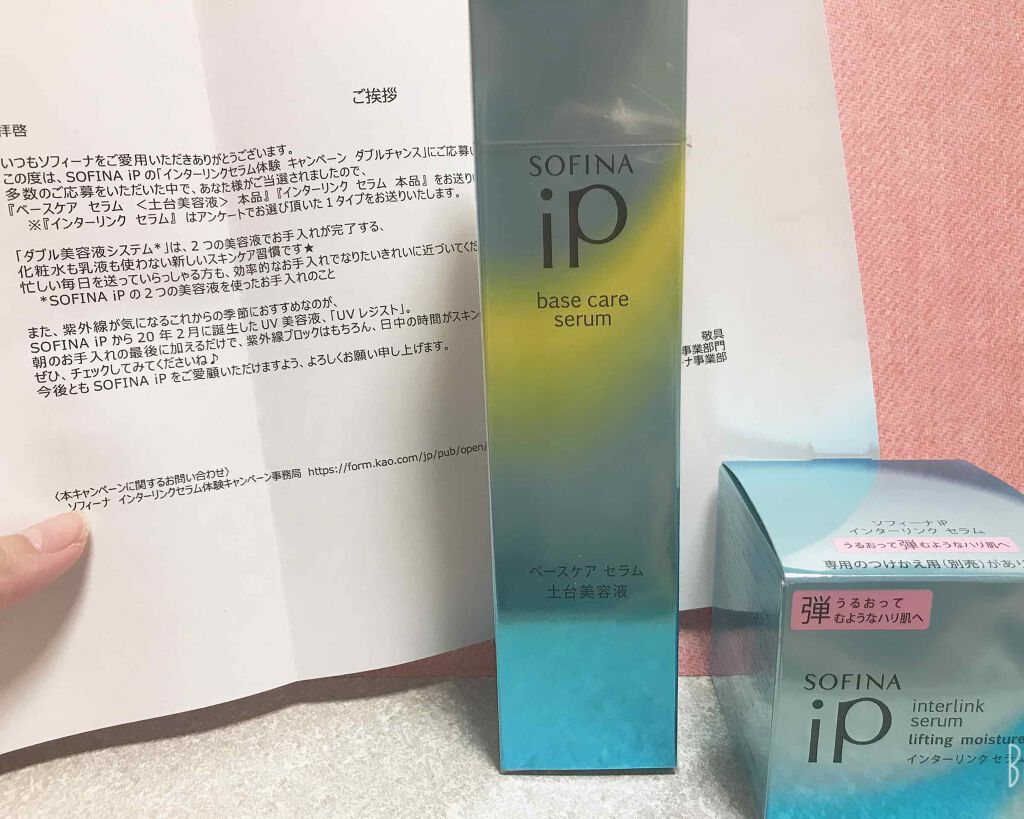 ご挨拶
拝啓
いつもソフィーナをご愛用いただきありがとうございます。
この度は、SOFINA iPの「インターリンクセラム体験 キャンペーン ダブルチャンス」にご応募い
多数のご応募をいただいた中で、あなた様がご当選されましたので、
『ベースケア セラム <土台美容液> 本品』『インターリンク セラム 本品』をお送り
※『インターリンク セラム』 はアンケートでお選び頂いた1タイプをお送りいたします。
「ダブル美容液システム*」は、2つの美容液でお手入れが完了する、
化粧水も乳液も使わない新しいスキンケア習慣です★
忙しい毎日を送っていらっしゃる方も、効率的なお手入れでなりたいきれいに近づいてくだ
*SOFINA iPの2つの美容液を使ったお手入れのこと
また、紫外線が気になるこれからの季節におすすめなのが、
SOFINA iPから20年2月に誕生したUV美容液、「UVレジスト」。
朝のお手入れの最後に加えるだけで、紫外線ブロックはもちろん、日中の時間がスキン
ぜひ、チェックしてみてくださいね♪
今後ともSOFINA iPをご愛顧いただけますよう、よろしくお願い申し上げます。
敬具
事業部門
ナ事業部
〈本キャンペーンに関するお問い合わせ〉
ソフィーナ インターリンクセラム体験キャンペーン事務局 https://form.kao.com/jp/pub/open/
SOFINA
iP
base care
serum
ベースケア セラム
土台美容液
ソフィーナ iP
インターリンク セラム
うるおって弾むようなハリ肌へ
専用のつけかえ用(別売)があり
弾 うるおって
むようなハリ肌へ
SOFINA
iP interlink
serum
lifting moisture
インターリンク セラ